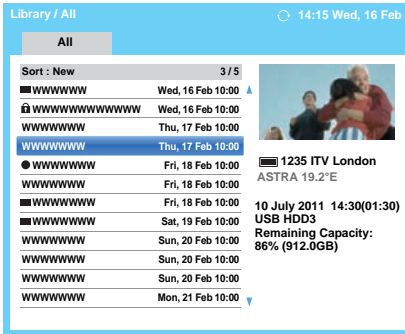 Library / All
14:15 Wed, 16 Feb
All
Sort : New 3 / 5
WWWWWW Wed, 16 Feb 10:00
WWWWWWWWWWWW Wed, 16 Feb 10:00
WWWWWWW Thu, 17 Feb 10:00
WWWWWWW Thu, 17 Feb 10:00
WWWWWWW Fri, 18 Feb 10:00
WWWWWWW Fri, 18 Feb 10:00
WWWWWWW Fri, 18 Feb 10:00
WWWWWWW Sat, 19 Feb 10:00
WWWWWWW Sun, 20 Feb 10:00
WWWWWWW Sun, 20 Feb 10:00
WWWWWWW Sun, 20 Feb 10:00
WWWWWWW Mon, 21 Feb 10:00
1235 ITV London
ASTRA 19.2°E
10 July 2011 14:30(01:30)
USB HDD3
Remaining Capacity:
86% (912.0GB)